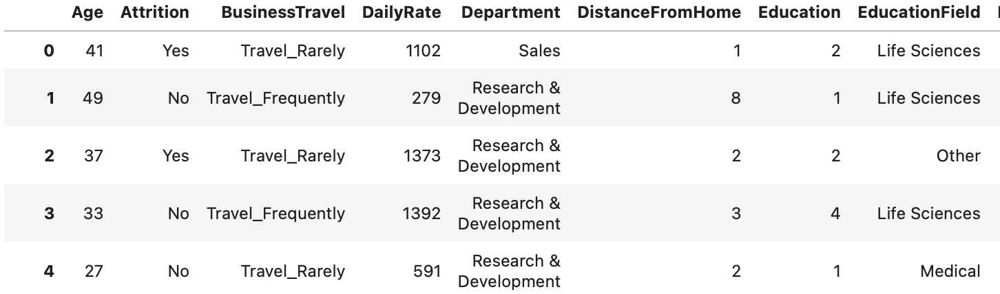 Age Attrition BusinessTravel DailyRate Department DistanceFromHome Education EducationField
0 41 Yes Travel_Rarely 1102 Sales 1 2 Life Sciences
1 49 No Travel_Frequently 279 Research & Development 8 1 Life Sciences
2 37 Yes Travel_Rarely 1373 Research & Development 2 2 Other
3 33 No Travel_Frequently 1392 Research & Development 3 4 Life Sciences
4 27 No Travel_Rarely 591 Research & Development 2 1 Medical